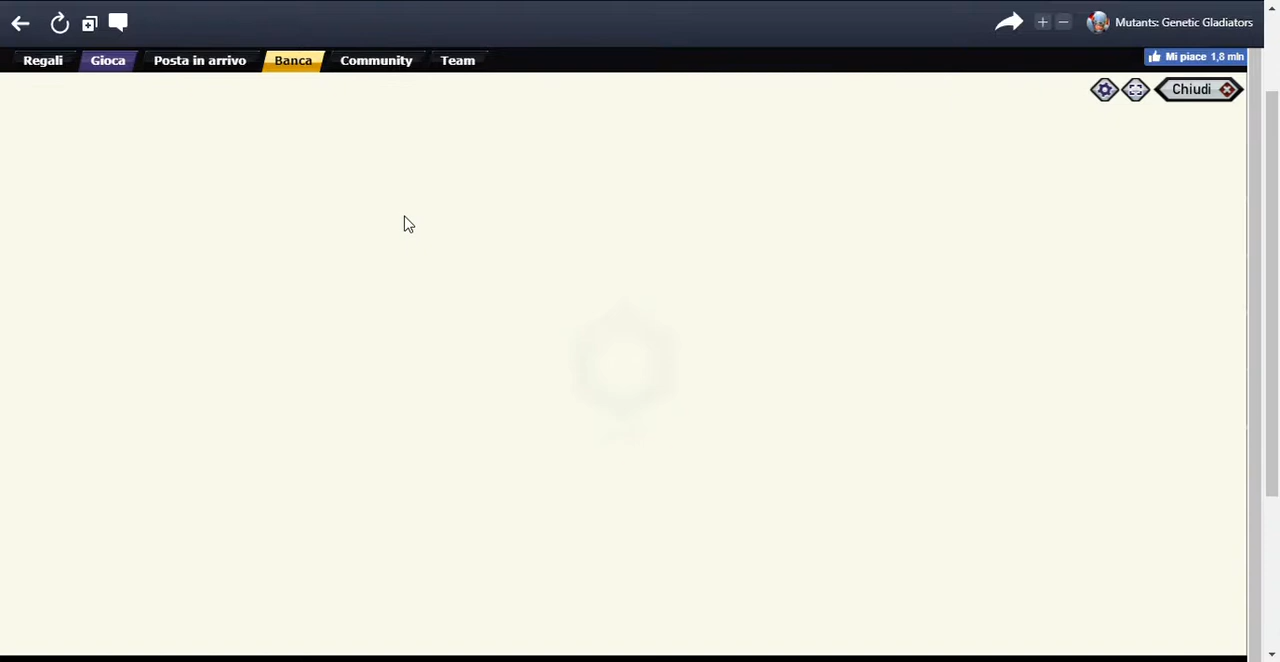 Mutants: Genetic Gladiators
Regali Gioca Posta in arrivo Banca Community Team
Mi piace 1,8 mln
Chiudi